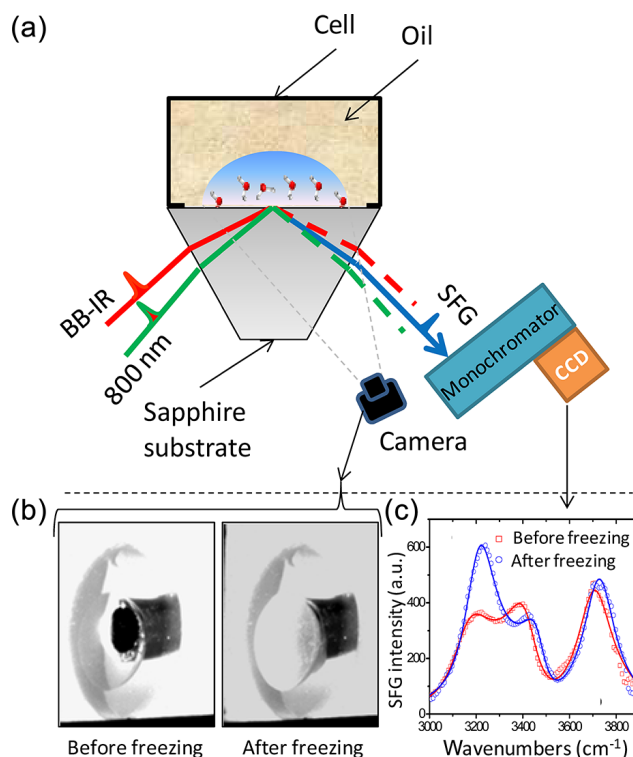 (a)
Cell
Oil
BB-IR
800 nm
SFG
Monochromator
CCD
Sapphire
substrate
Camera
(b)
(c)
Before freezing
After freezing
SFG intensity (a.u.)
600
400
200
0
3000 3200 3400 3600 3800
Wavenumbers (cm⁻¹)
Before freezing
After freezing